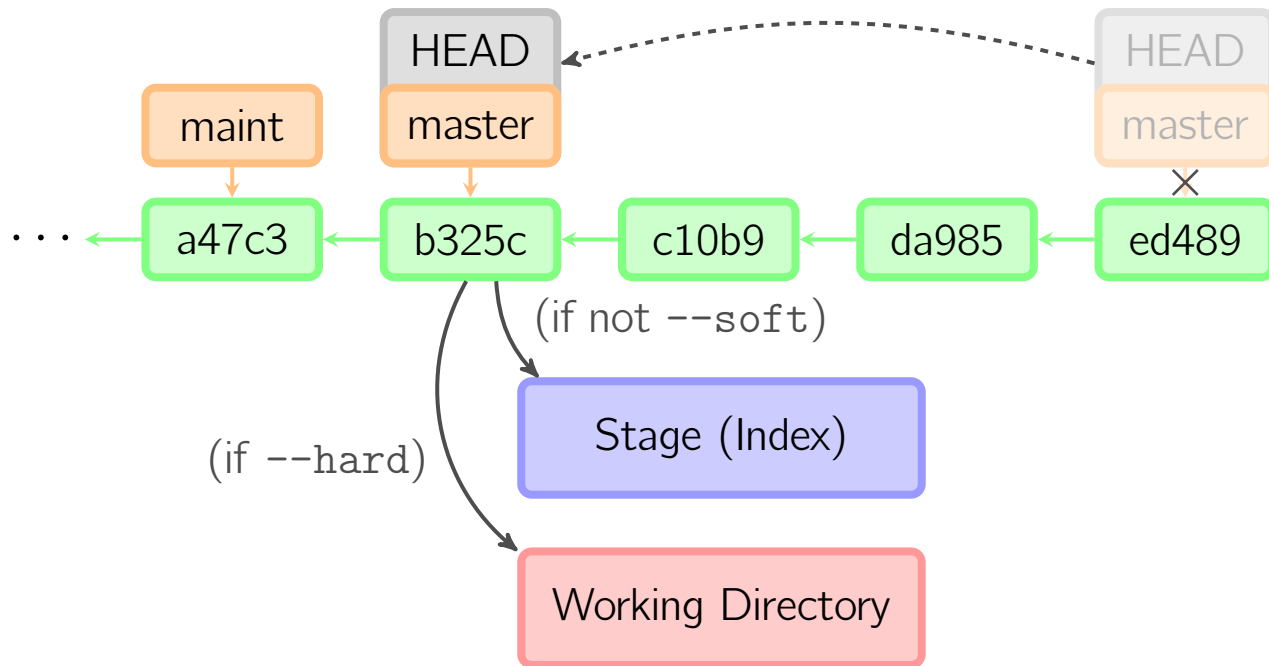 HEAD
HEAD
maint
master
master
... 
a47c3
b325c
c10b9
da985
ed489
(if not --soft)
Stage (Index)
(if --hard)
Working Directory